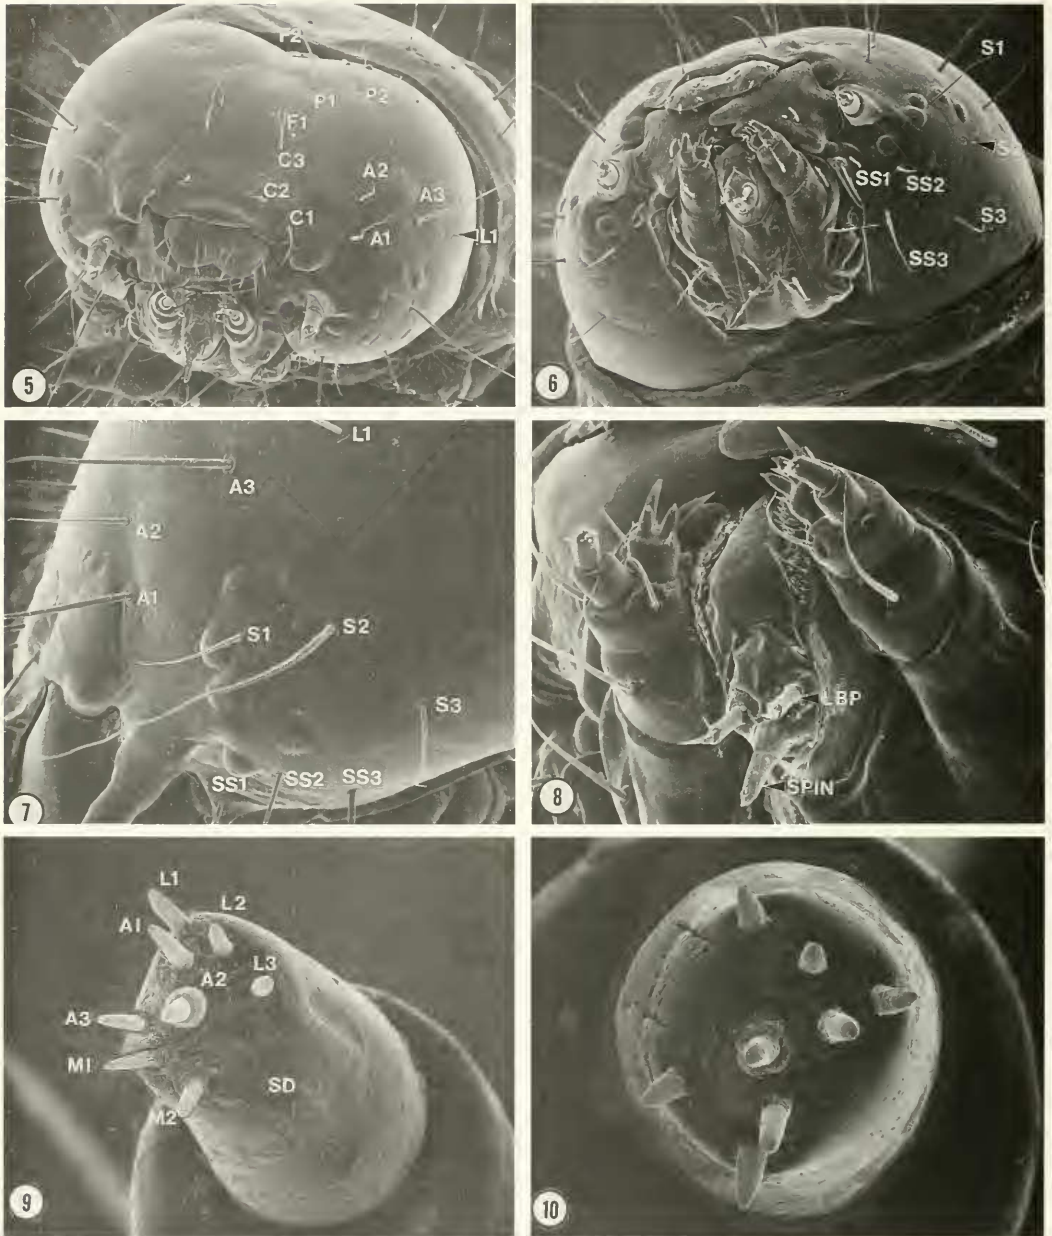 F2
P1 P2
F1
C3
A2
C2 A3
C1
A1 L1
5
S1
SS1 SS2
S3
SS3
6
L1
A3
A2
A1
S1 S2
S3
SS1 SS2 SS3
7
LBP
SPIN
8
L1
L2
A1
L3
A2
A3
M1
SD
M2
9
10